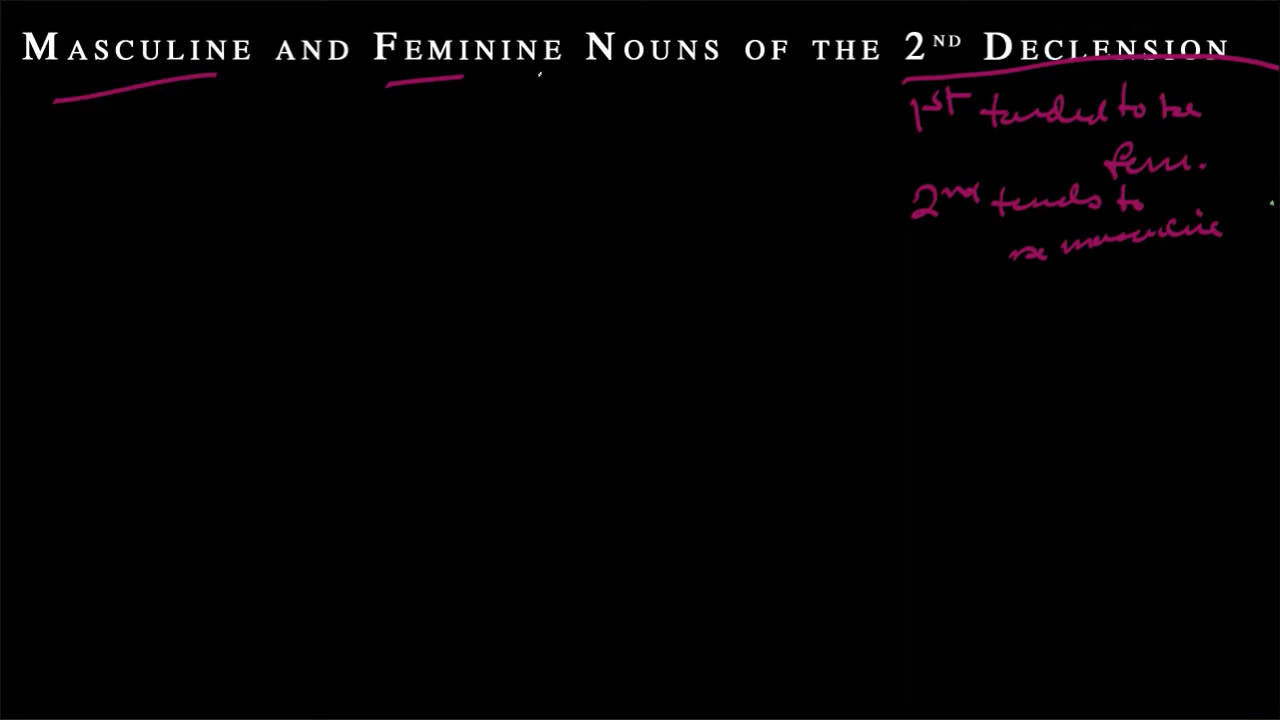 MASCULINE AND FEMININE NOUNS OF THE 2ND DECLENSION
1st tended to be
fem.
2nd tends to
be masculine